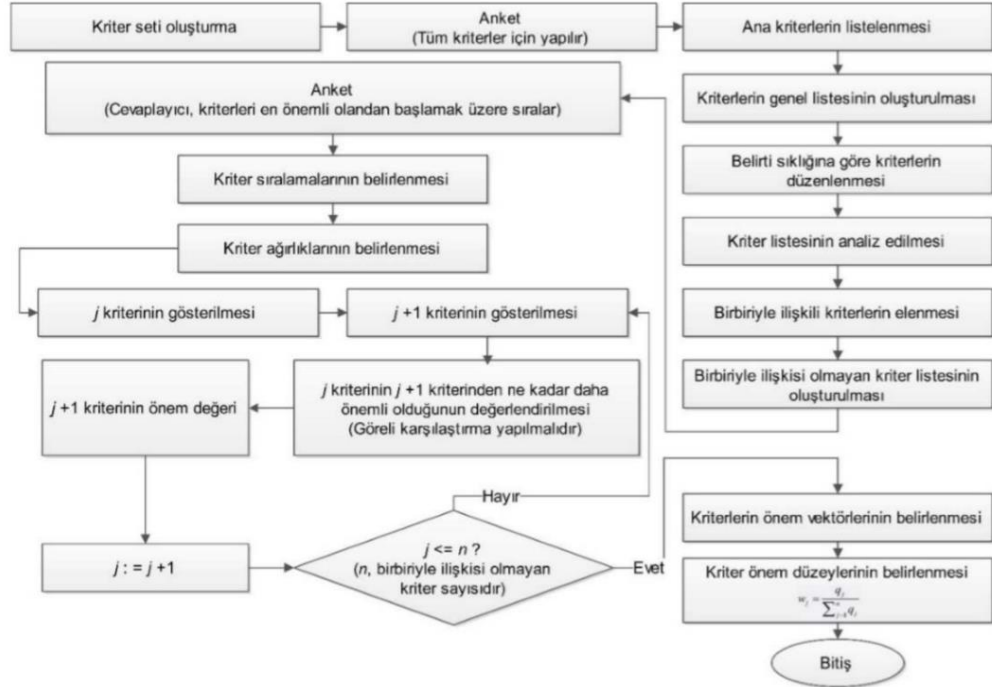 Kriter seti oluşturma
Anket
(Tüm kriterler için yapılır)
Ana kriterlerin listelenmesi
Kriterlerin genel listesinin oluşturulması
Belirti sıklığına göre kriterlerin
düzenlenmesi
Kriter listesinin analiz edilmesi
Birbiriyle ilişkili kriterlerin elenmesi
Birbiriyle ilişkisi olmayan kriter listesinin
oluşturulması
Anket
(Cevaplayıcı, kriterleri en önemli olandan başlamak üzere sıralar)
Kriter sıralamalarının belirlenmesi
Kriter ağırlıklarının belirlenmesi
j kriterinin gösterilmesi
j +1 kriterinin gösterilmesi
j kriterinin j +1 kriterinden ne kadar daha
önemli olduğunun değerlendirilmesi
(Göreli karşılaştırma yapılmalıdır)
j +1 kriterinin önem değeri
j : = j +1
j <= n ?
(n, birbiriyle ilişkisi olmayan
kriter sayısıdır)
Hayır
Evet
Kriterlerin önem vektörlerinin belirlenmesi
Kriter önem düzeylerinin belirlenmesi
Bitiş